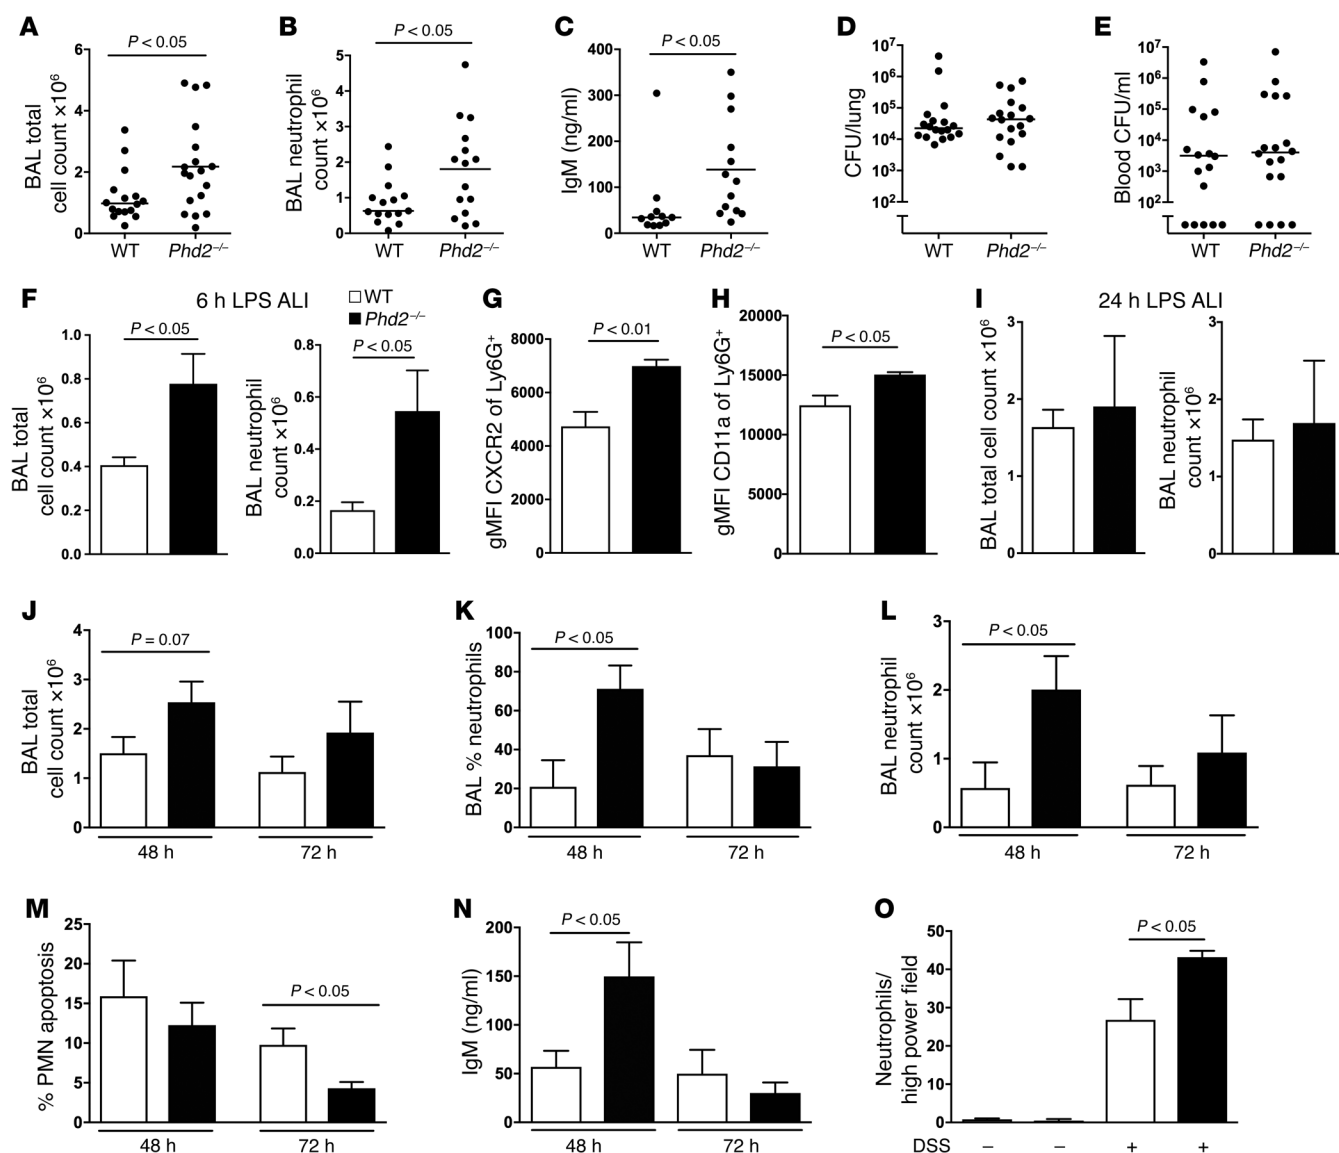 A
P < 0.05
BAL total
cell count ×10⁶
6
4
2
0
WT
Phd2⁻/⁻
B
P < 0.05
BAL neutrophil
count ×10⁶
5
4
3
2
1
0
WT
Phd2⁻/⁻
C
P < 0.05
IgM (ng/ml)
400
300
200
100
0
WT
Phd2⁻/⁻
D
CFU/lung
10⁷
10⁶
10⁵
10⁴
10³
10²
WT
Phd2⁻/⁻
E
Blood CFU/ml
10⁷
10⁶
10⁵
10⁴
10³
10²
WT
Phd2⁻/⁻
F
6 h LPS ALI
WT
Phd2⁻/⁻
P < 0.05
BAL total
cell count ×10⁶
1.0
0.8
0.6
0.4
0.2
0.0
P < 0.05
BAL neutrophil
count ×10⁶
0.8
0.6
0.4
0.2
0.0
G
P < 0.01
gMFI CXCR2 of Ly6G⁺
8000
6000
4000
2000
0
H
P < 0.05
gMFI CD11a of Ly6G⁺
20000
15000
10000
5000
0
I
24 h LPS ALI
BAL total cell count ×10⁶
3
2
1
0
BAL neutrophil
count ×10⁶
3
2
1
0
J
P = 0.07
BAL total
cell count ×10⁶
4
3
2
1
0
48 h
72 h
K
P < 0.05
BAL % neutrophils
100
80
60
40
20
0
48 h
72 h
L
P < 0.05
BAL neutrophil
count ×10⁶
3
2
1
0
48 h
72 h
M
P < 0.05
% PMN apoptosis
25
20
15
10
5
0
48 h
72 h
N
P < 0.05
IgM (ng/ml)
200
150
100
50
0
48 h
72 h
O
P < 0.05
Neutrophils/
high power field
50
40
30
20
10
0
DSS – – + +